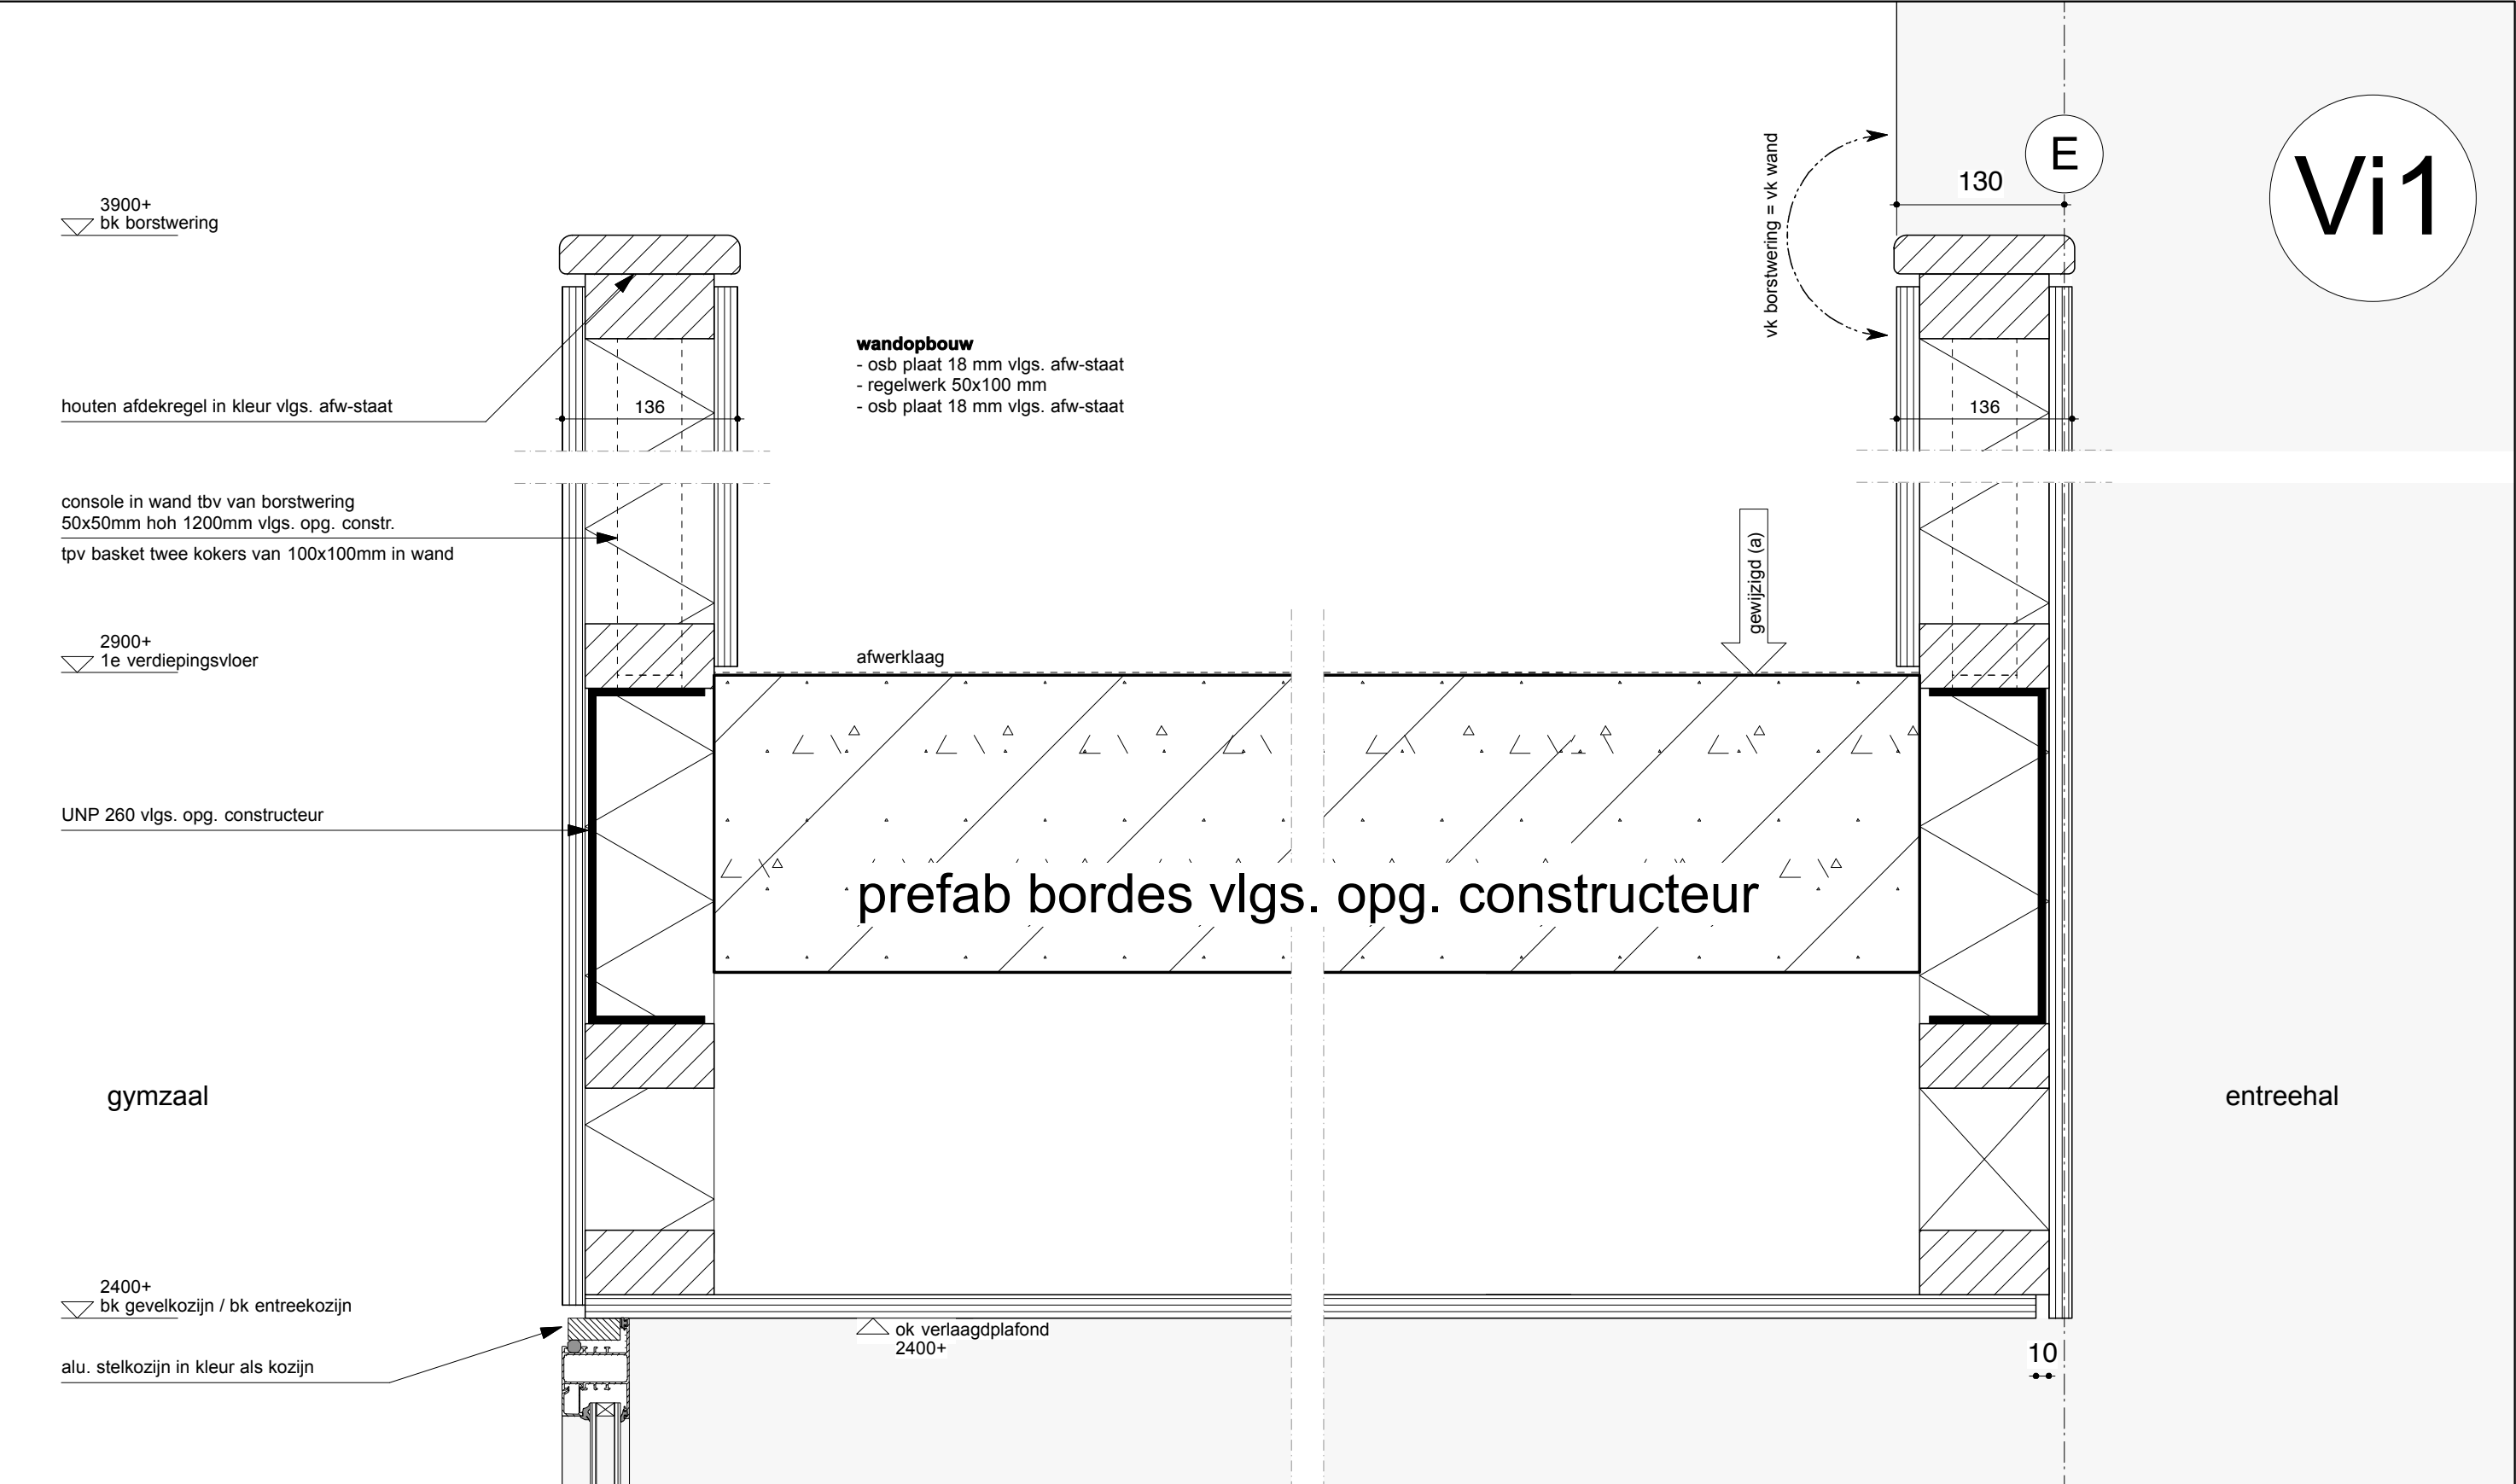 3900+
bk borstwering
houten afdekregel in kleur vlgs. afw-staat
136
console in wand tbv van borstwering
50x50mm hoh 1200mm vlgs. opg. constr.
tpv basket twee kokers van 100x100mm in wand
2900+
1e verdiepingsvloer
UNP 260 vlgs. opg. constructeur
gymzaal
2400+
bk gevelkozijn / bk entreekozijn
alu. stelkozijn in kleur als kozijn
wandopbouw
- osb plaat 18 mm vlgs. afw-staat
- regelwerk 50x100 mm
- osb plaat 18 mm vlgs. afw-staat
afwerklaag
prefab bordes vlgs. opg. constructeur
ok verlaagdplafond
2400+
vk borstwering = vk wand
gewijzigd (a)
130
E
Vi1
136
entreehal
10